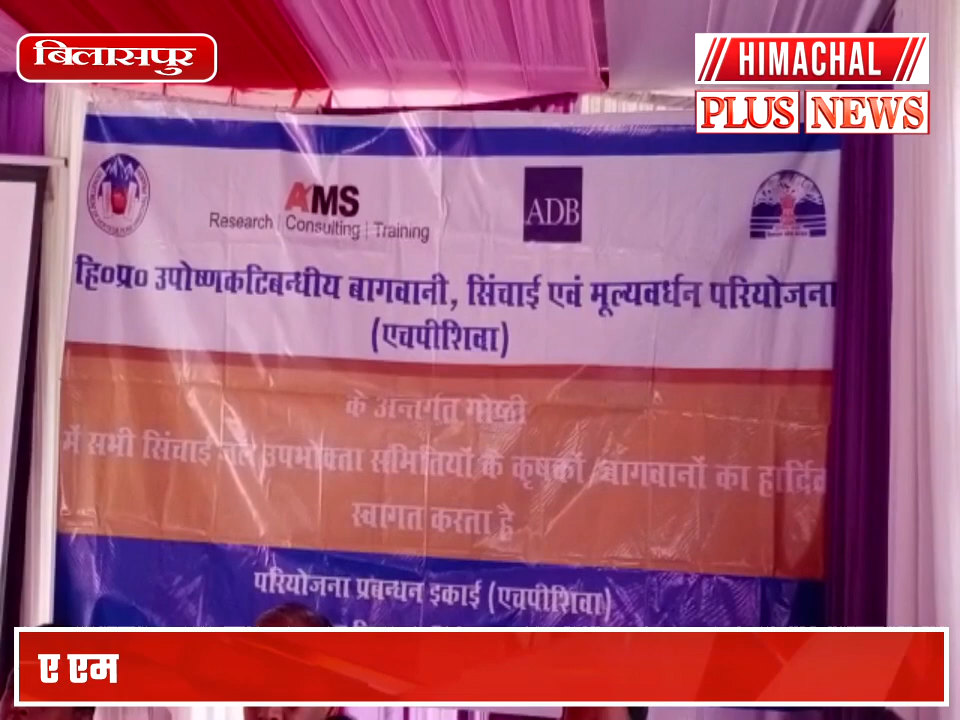 बिलासपुर
HIMACHAL
PLUS NEWS
AMS
Research | Consulting | Training
ADB
हि०प्र० उपोष्णकटिबन्धीय बागवानी, सिंचाई एवं मूल्यवर्धन परियोजना
(एचपीशिवा)
के अन्तर्गत गोष्ठी
में सभी सिंचाई जल उपभोक्ता समितियों के कृषकों, बागवानों का हार्दिक
स्वागत करता है
परियोजना प्रबन्धन इकाई (एचपीशिवा)
ए एम